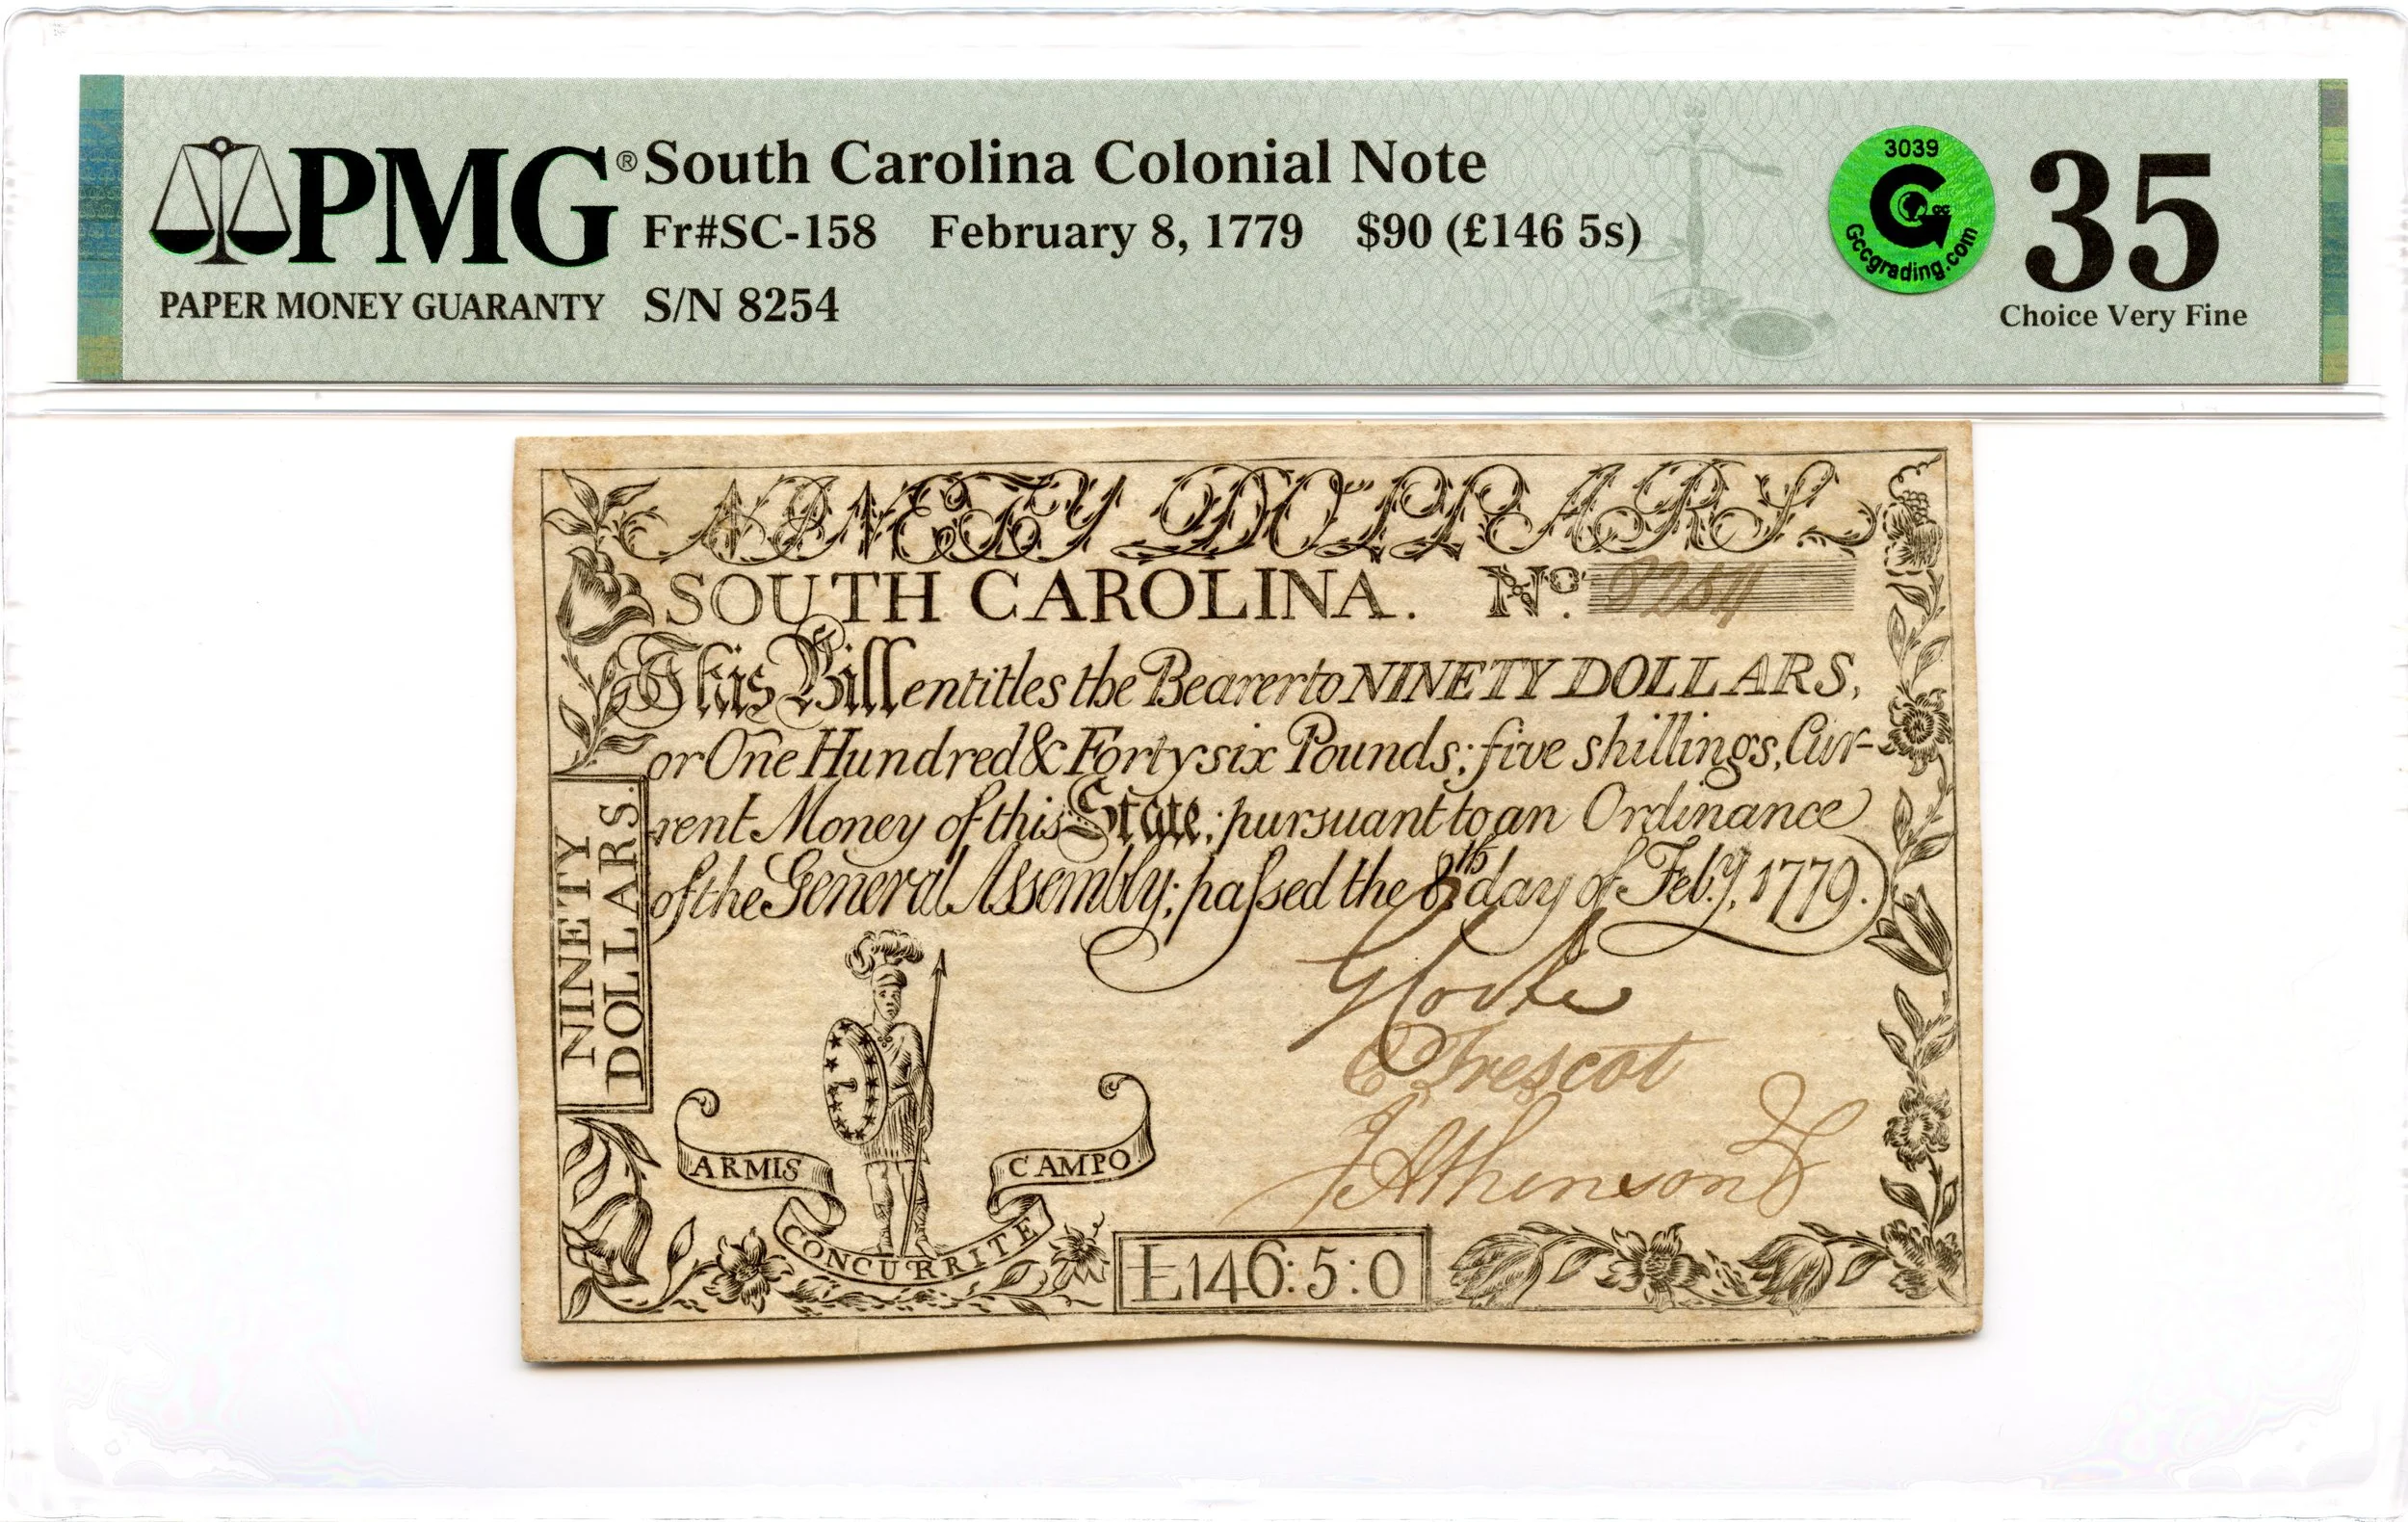 PMG®
PAPER MONEY GUARANTY
South Carolina Colonial Note
Fr#SC-158 February 8, 1779 $90 (£146 5s)
S/N 8254
3039
Gccgrading.com
35
Choice Very Fine
NINETY DOLLARS
SOUTH CAROLINA. No. 8254
This Bill entitles the Bearer to NINETY DOLLARS,
or One Hundred & Forty six Pounds; five shillings, Cur-
rent Money of this State; pursuant to an Ordinance
of the General Assembly; paſsed the 8th day of Feby. 1779.
NINETY
DOLLARS.
Trescot
J Athinson
ARMIS CONCURRITE CAMPO
£146:5:0